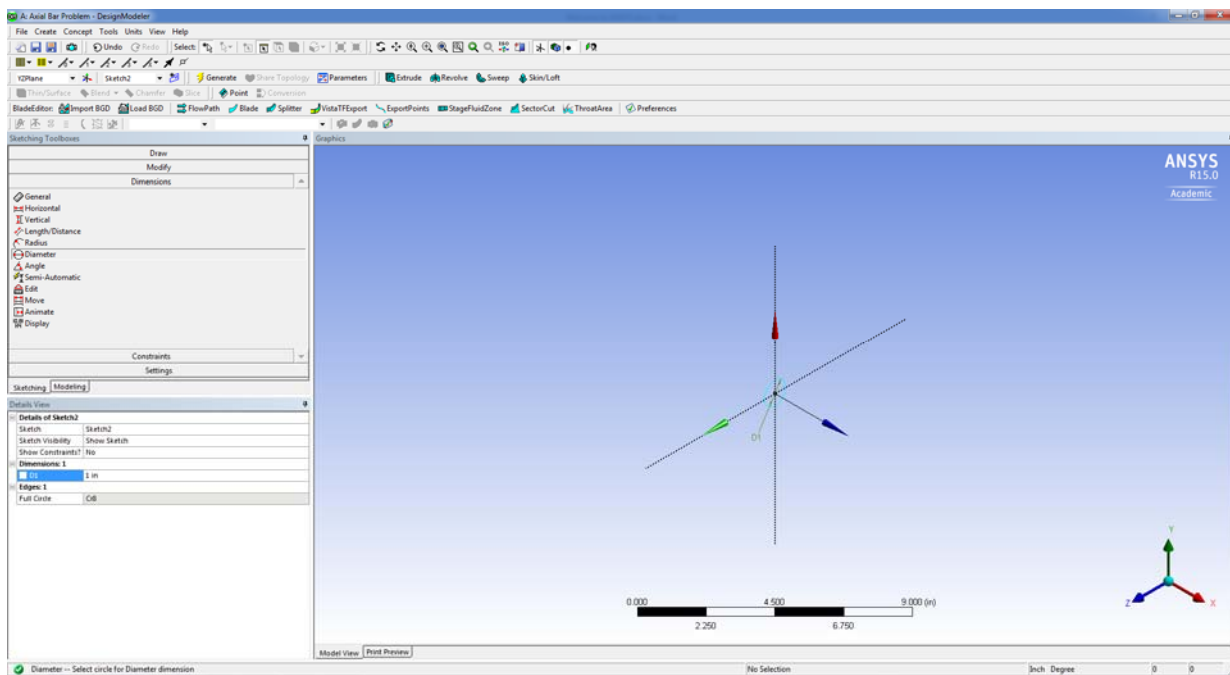 A: Axial Bar Problem - DesignModeler
File Create Concept Tools Units View Help
Undo Redo Select:
YZPlane Sketch2 Generate Share Topology Parameters Extrude Revolve Sweep Skin/Loft
Thin/Surface Blend Chamfer Slice Point Conversion
BladeEditor: Import BGD Load BGD FlowPath Blade Splitter VistaTFExport ExportPoints StageFluidZone SectorCut ThroatArea Preferences
Sketching Toolboxes
Draw
Modify
Dimensions
General
Horizontal
Vertical
Length/Distance
Radius
Diameter
Angle
Semi-Automatic
Edit
Move
Animate
Display
Constraints
Settings
Sketching Modeling
Details View
Details of Sketch2
Sketch Sketch2
Sketch Visibility Show Sketch
Show Constraints? No
Dimensions: 1
D1 1 in
Edges: 1
Full Circle Cr8
Graphics
ANSYS
R15.0
Academic
D1
0.000 4.500 9.000 (in)
2.250 6.750
Y
Z X
Model View Print Preview
Diameter -- Select circle for Diameter dimension No Selection Inch Degree 0 0